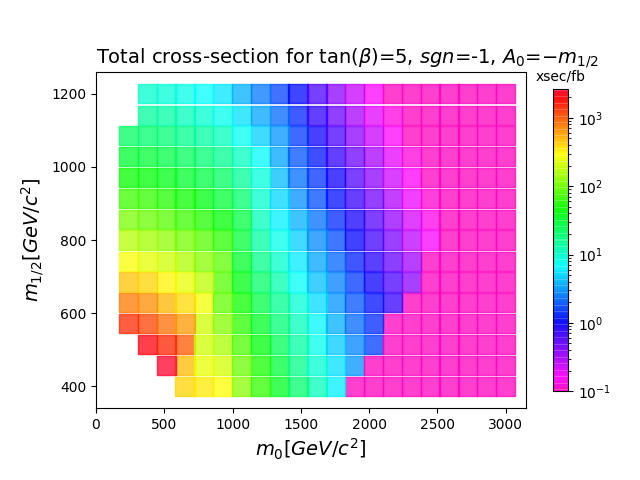 Total cross-section for tan(β)=5, sgn=-1, A₀=−m₁/₂
xsec/fb
1200
1000
800
600
400
m₁/₂[GeV/c²]
0 500 1000 1500 2000 2500 3000
m₀[GeV/c²]
10³
10²
10¹
10⁰
10⁻¹